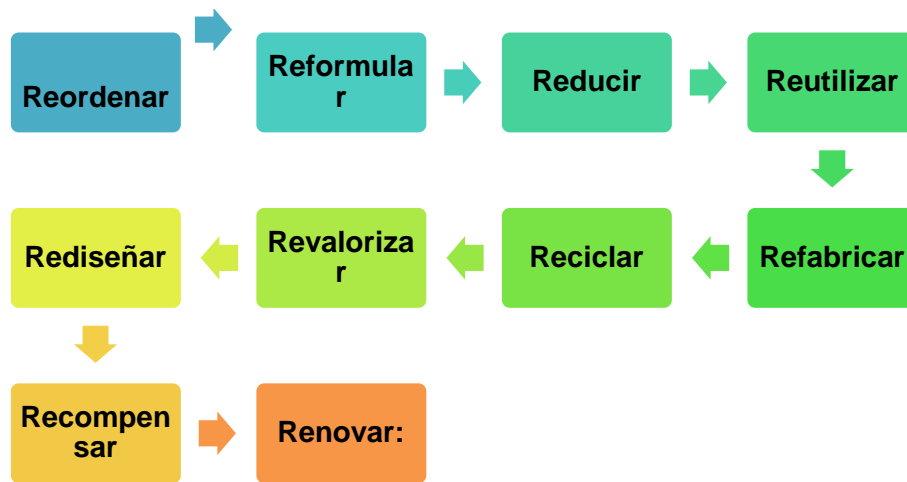 Reordenar
Reformula
r
Reducir
Reutilizar
Refabricar
Reciclar
Revaloriza
r
Rediseñar
Recompen
sar
Renovar: